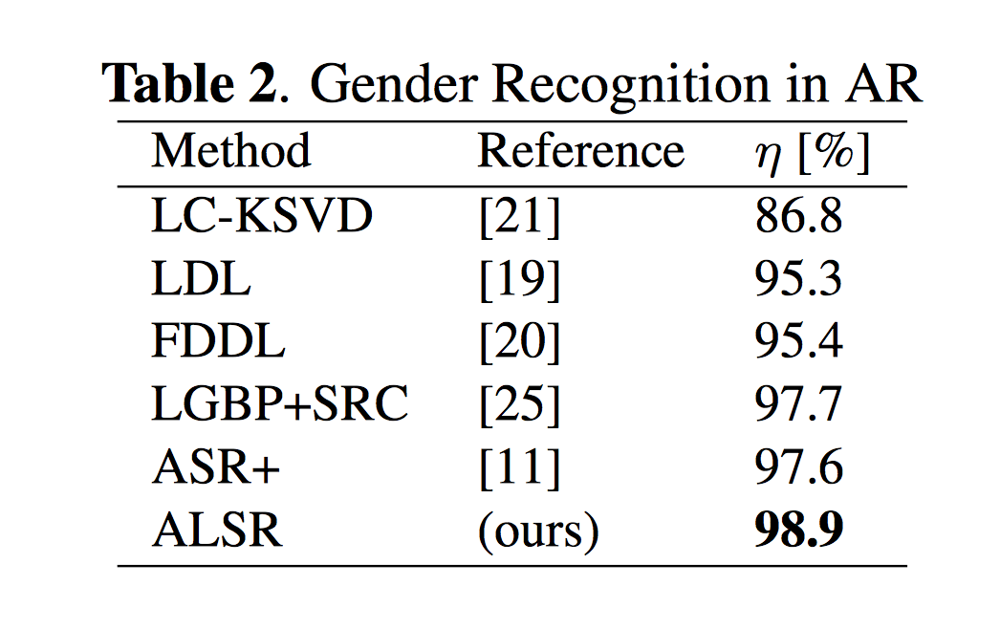 Table 2. Gender Recognition in AR
Method Reference η [%]
LC-KSVD [21] 86.8
LDL [19] 95.3
FDDL [20] 95.4
LGBP+SRC [25] 97.7
ASR+ [11] 97.6
ALSR (ours) 98.9